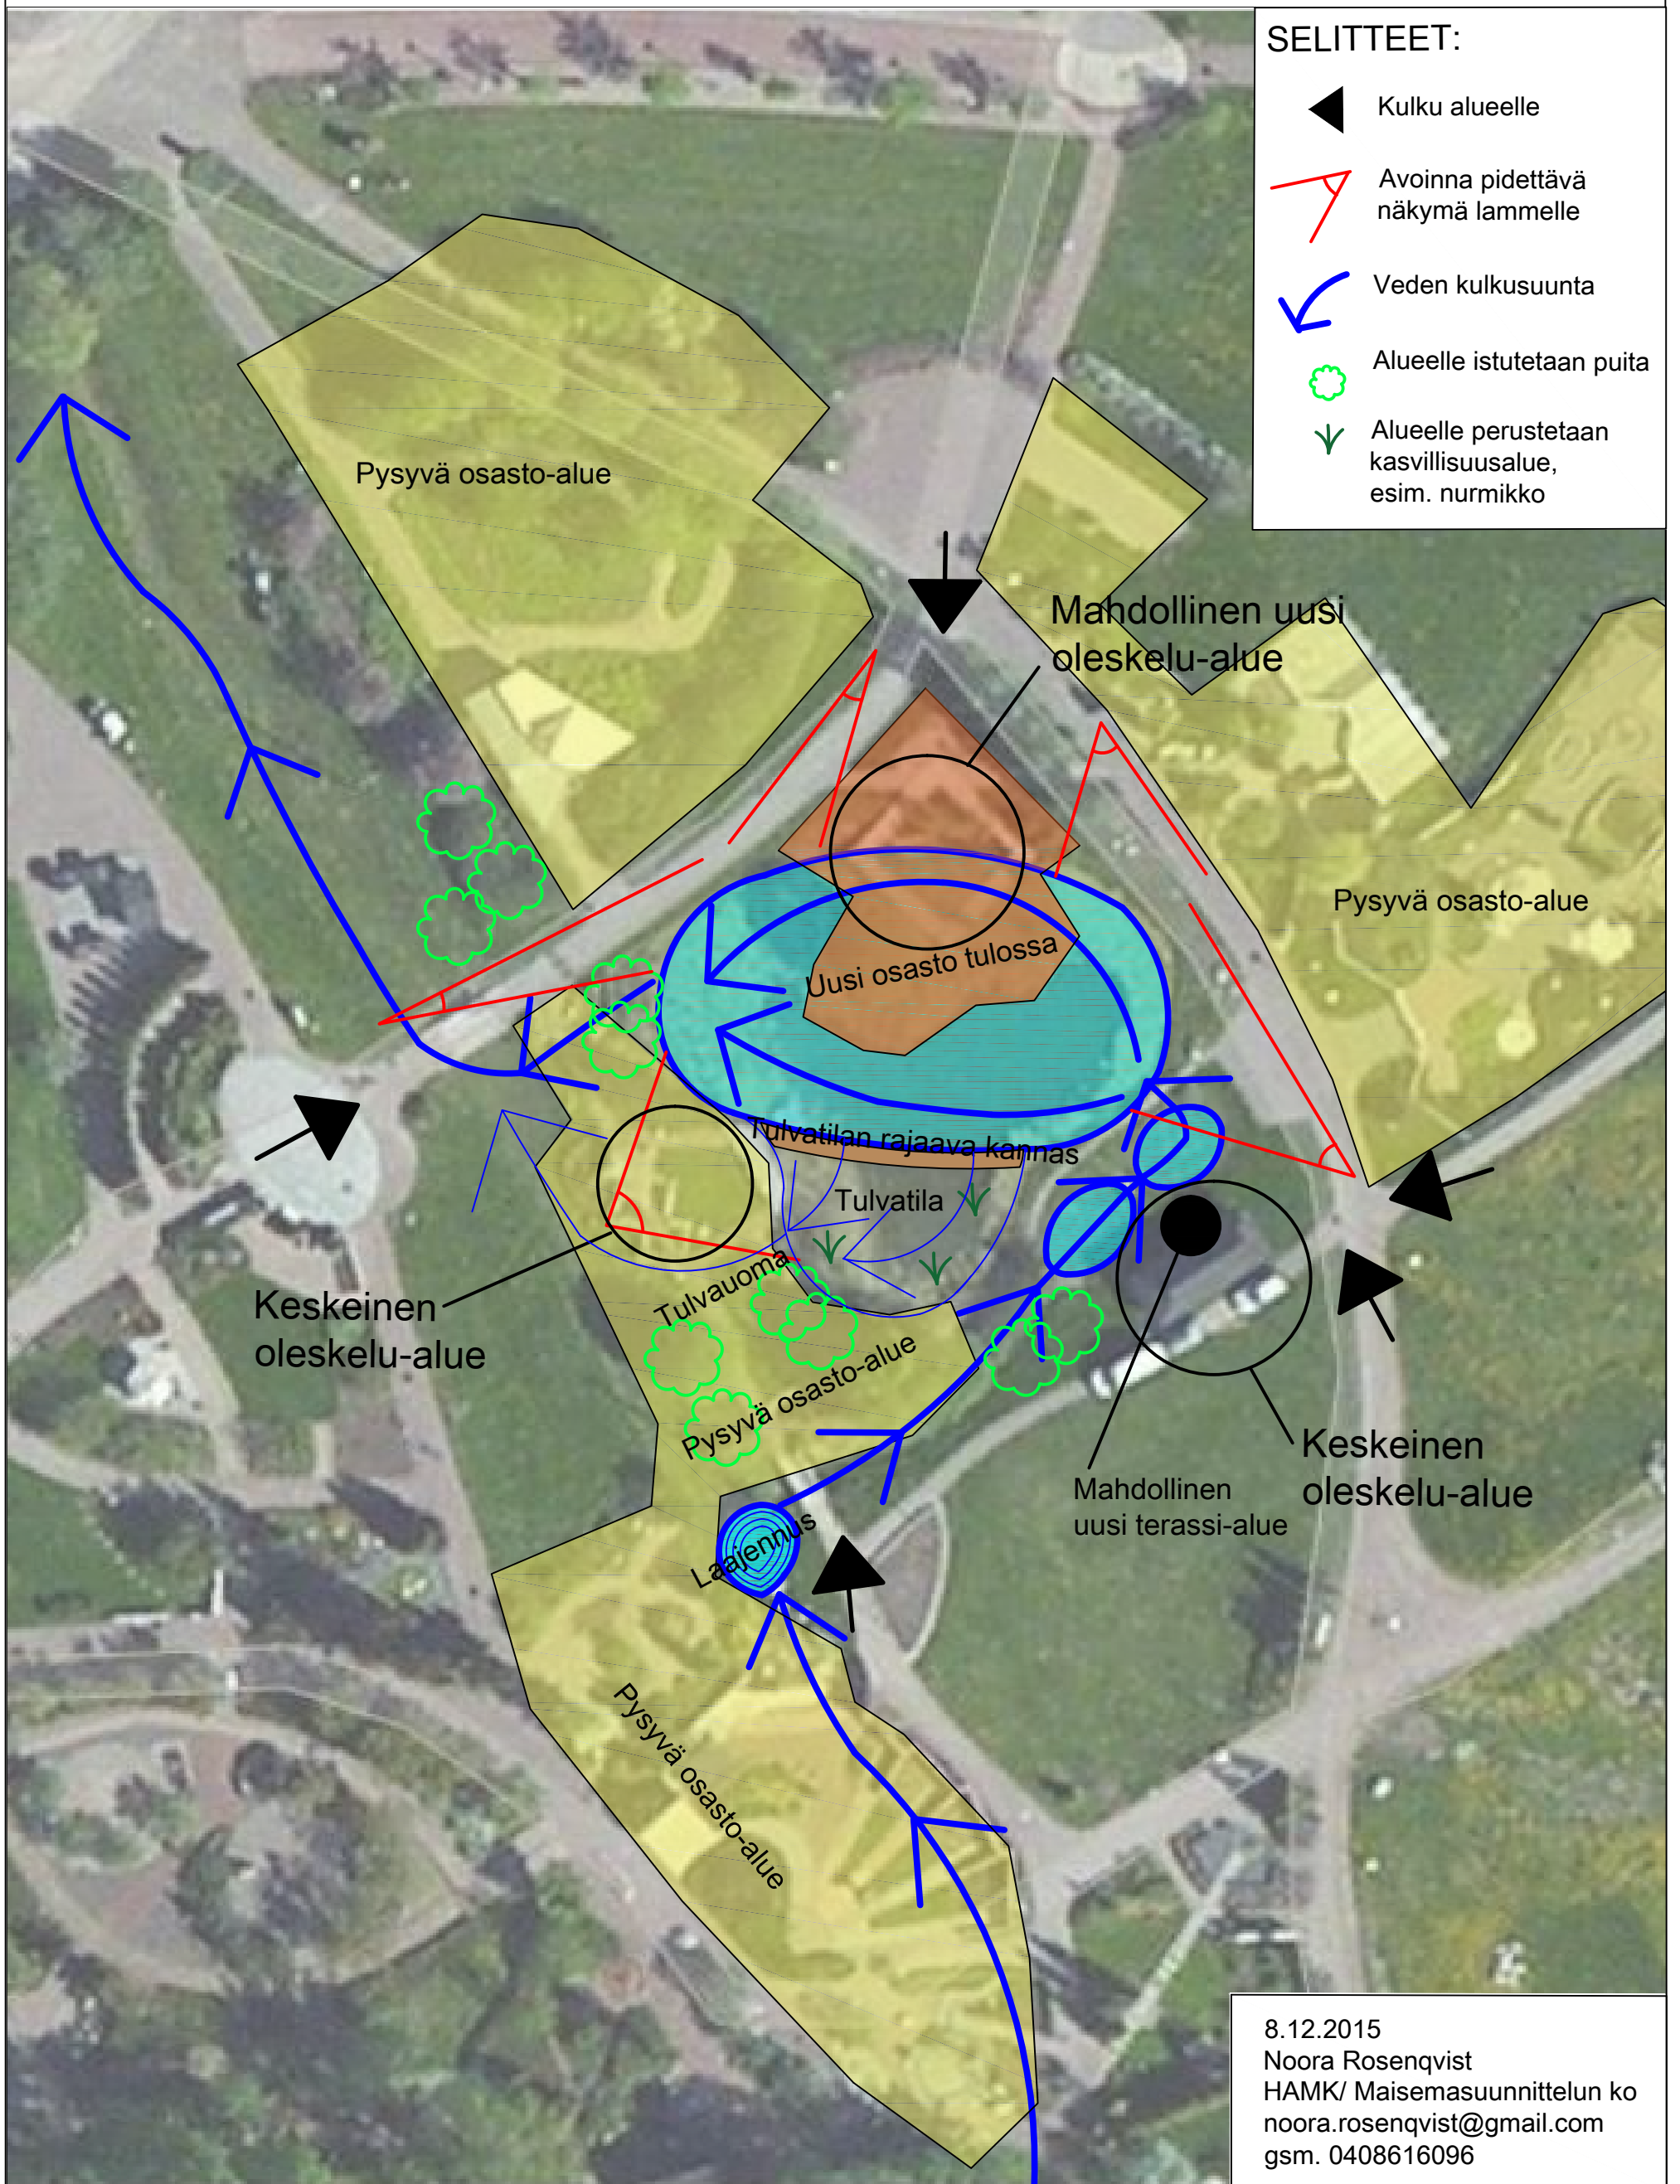 SELITTEET:
Kulku alueelle
Avoinna pidettävä
näkymä lammelle
Veden kulkusuunta
Alueelle istutetaan puita
Alueelle perustetaan
kasvillisuusalue,
esim. nurmikko
Pysyvä osasto-alue
Mahdollinen uusi
oleskelu-alue
Pysyvä osasto-alue
Uusi osasto tulossa
Tulvatilan rajaava kannas
Tulvatila
Tulvauoma
Keskeinen
oleskelu-alue
Pysyvä osasto-alue
Keskeinen
oleskelu-alue
Mahdollinen
uusi terassi-alue
Laajennus
Pysyvä osasto-alue
8.12.2015
Noora Rosenqvist
HAMK/ Maisemasuunnittelun ko
noora.rosenqvist@gmail.com
gsm. 0408616096